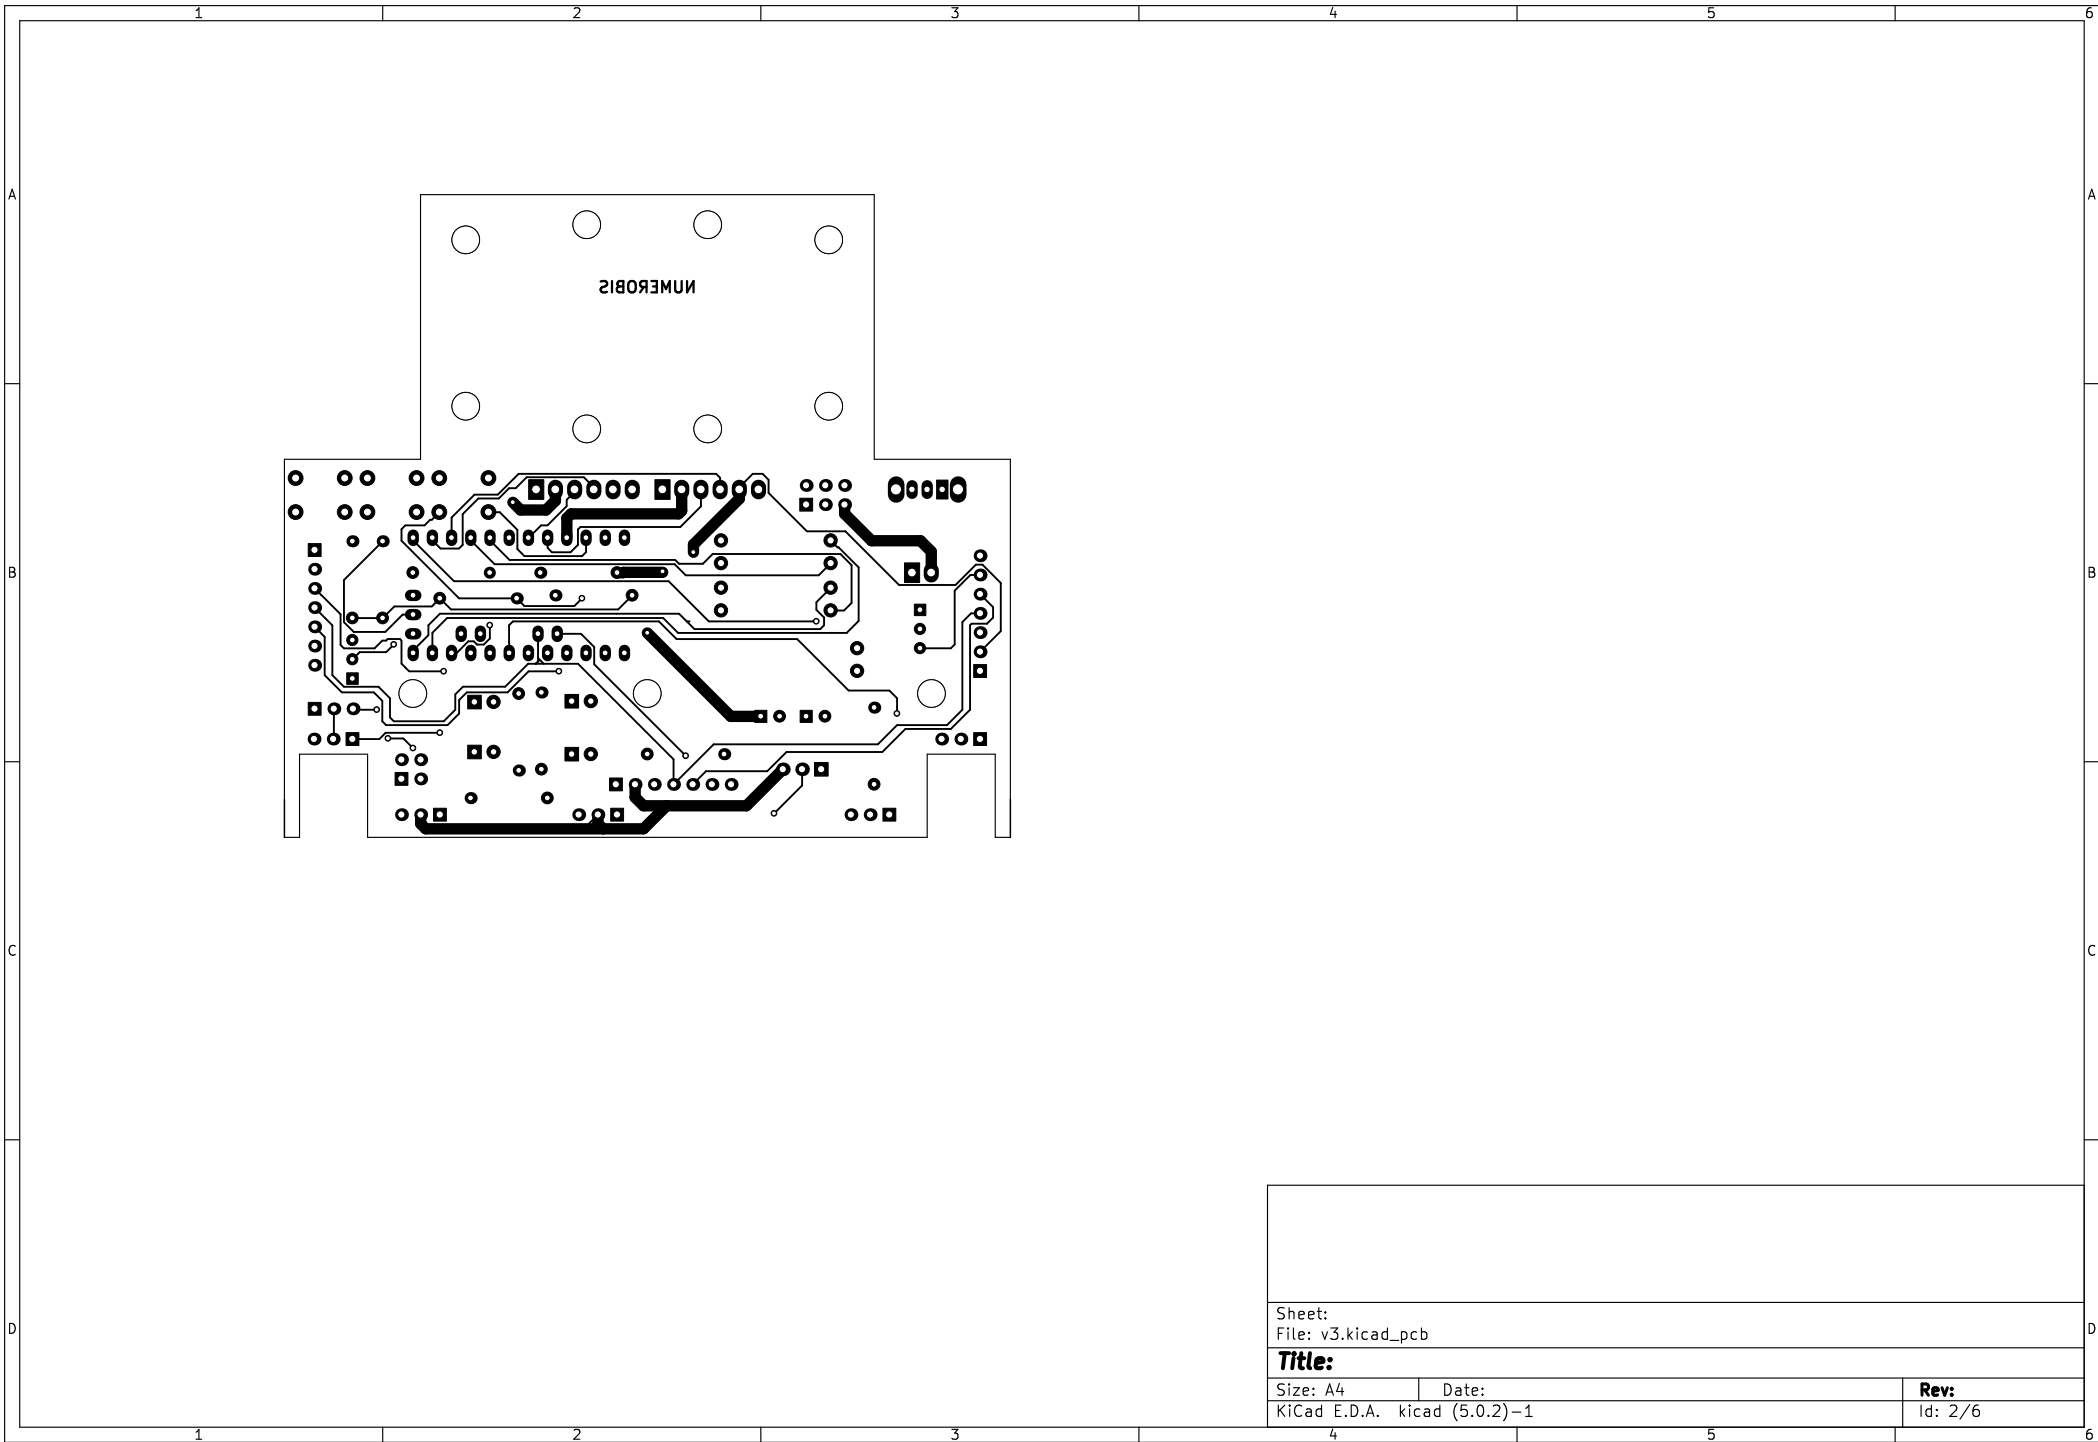 1 2 3 4 5 6
A A
NUMEROBIS
B B
C C
Sheet:
D D
File: v3.kicad_pcb
Title:
Size: A4 Date: Rev:
KiCad E.D.A. kicad (5.0.2)-1 Id: 2/6
1 2 3 4 5 6